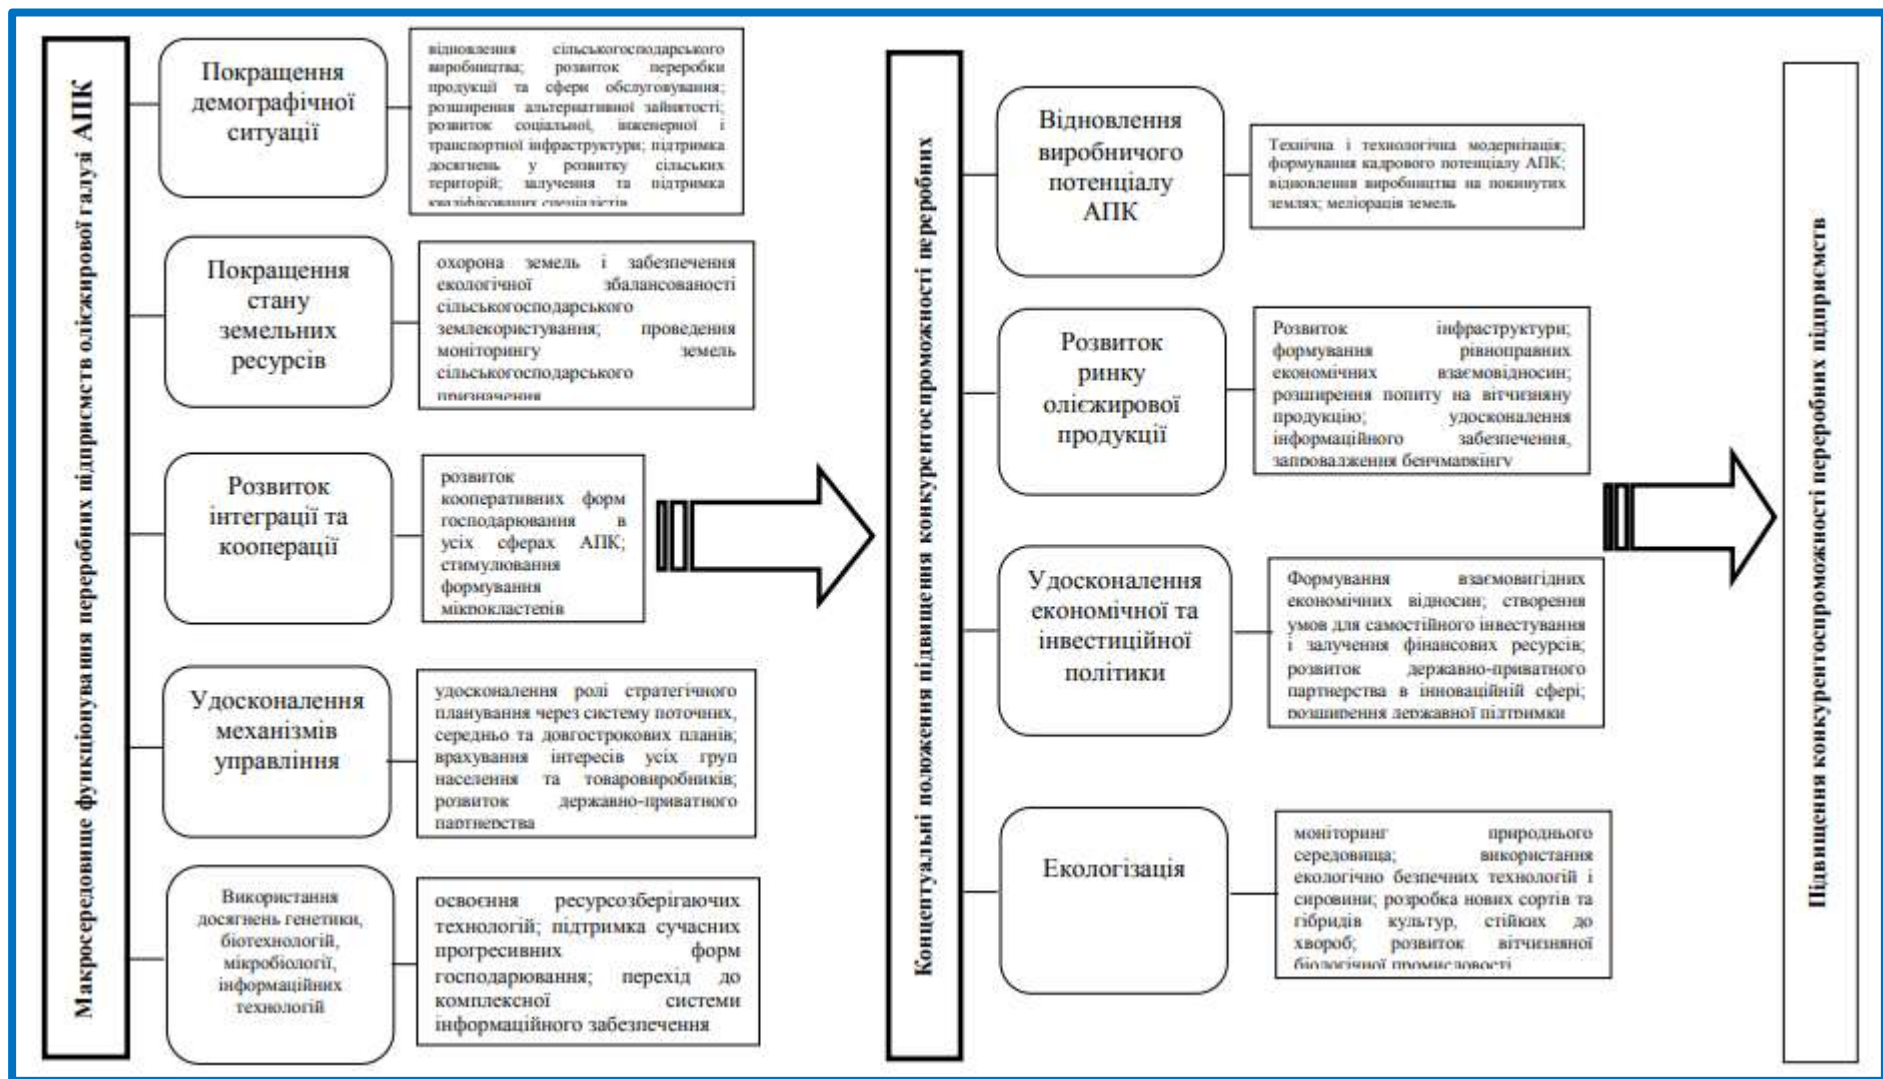 Макросередовище функціонування переробних підприємств олієжирової галузі АПК
Покращення
демографічної
ситуації
відновлення сільськогосподарського
виробництва; розвиток переробки
продукції та сфери обслуговування;
розширення альтернативної зайнятості;
розвиток соціальної, інженерної і
транспортної інфраструктури; підтримка
досягнень у розвитку сільських
територій; залучення та підтримка
кваліфікованих спеціалістів
Покращення
стану
земельних
ресурсів
охорона земель і забезпечення
екологічної збалансованості
сільськогосподарського
землекористування; проведення
моніторингу земель
сільськогосподарського
призначення
Розвиток
інтеграції та
кооперації
розвиток
кооперативних форм
господарювання в
усіх сферах АПК;
стимулювання
формування
мікрокластерів
Удосконалення
механізмів
управління
удосконалення ролі стратегічного
планування через систему поточних,
середньо та довгострокових планів;
врахування інтересів усіх груп
населення та товаровиробників;
розвиток державно-приватного
партнерства
Використання
досягнень генетики,
біотехнологій,
мікробіології,
інформаційних
технологій
освоєння ресурсозберігаючих
технологій; підтримка сучасних
прогресивних форм
господарювання; перехід до
комплексної системи
інформаційного забезпечення
Концептуальні положення підвищення конкурентоспроможності переробних
Відновлення
виробничого
потенціалу
АПК
Технічна і технологічна модернізація;
формування кадрового потенціалу АПК;
відновлення виробництва на покинутих
землях; меліорація земель
Розвиток
ринку
олієжирової
продукції
Розвиток інфраструктури;
формування рівноправних
економічних взаємовідносин;
розширення попиту на вітчизняну
продукцію; удосконалення
інформаційного забезпечення,
запровадження бенчмаркінгу
Удосконалення
економічної та
інвестиційної
політики
Формування взаємовигідних
економічних відносин; створення
умов для самостійного інвестування
і залучення фінансових ресурсів;
розвиток державно-приватного
партнерства в інноваційній сфері;
розширення державної підтримки
Екологізація
моніторинг природнього
середовища; використання
екологічно безпечних технологій і
сировини; розробка нових сортів та
гібридів культур, стійких до
хвороб; розвиток вітчизняної
біологічної промисловості
Підвищення конкурентоспроможності переробних підприємств